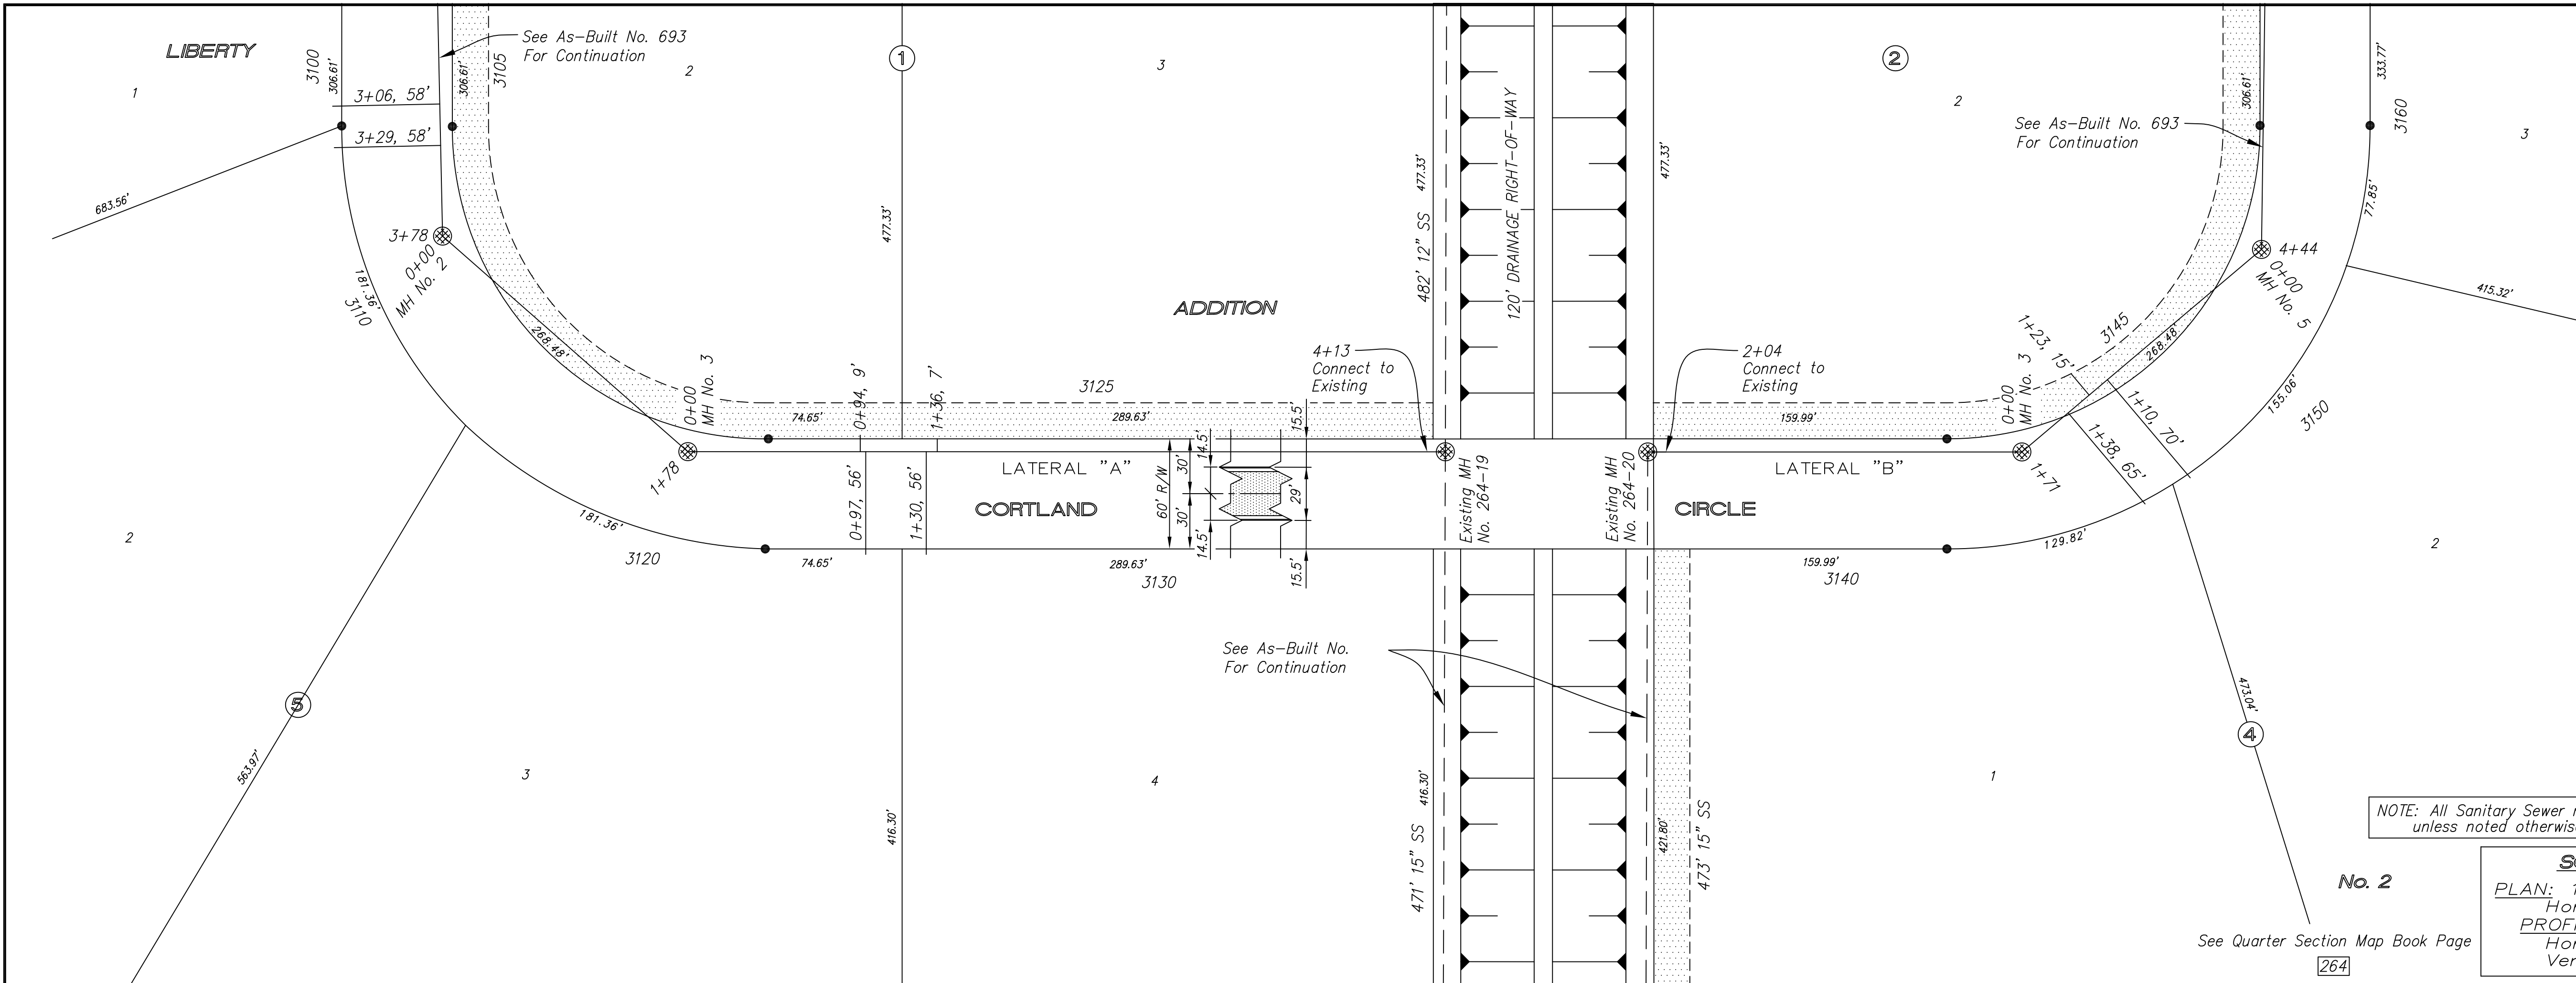 LIBERTY
1
3100
306.61'
See As-Built No. 693
For Continuation
306.61'
3105
2
1
3
3+06, 58'
3+29, 58'
683.56'
3+78
0+00
MH No. 2
181.36'
3110
268.48'
0+00
MH No. 3
1+78
181.36'
3120
477.33'
ADDITION
3125
74.65'
289.63'
0+94, 9'
1+36, 7'
0+97, 56'
1+30, 56'
LATERAL "A"
CORTLAND
60' R/W
30'
30'
14.5'
14.5'
29'
15.5'
15.5'
74.65'
289.63'
3130
4+13
Connect to
Existing
477.33'
482' 12" SS
120' DRAINAGE RIGHT-OF-WAY
477.33'
Existing MH
No. 264-19
Existing MH
No. 264-20
2+04
Connect to
Existing
2
2
See As-Built No. 693
For Continuation
306.61'
333.77'
3160
3
77.85'
4+44
0+00
MH No. 5
415.32'
159.99'
LATERAL "B"
CIRCLE
0+00
MH No. 3
1+71
1+23, 15'
3145
268.48'
1+10, 70'
1+38, 65'
155.06'
3150
129.82'
159.99'
3140
2
2
5
563.97'
3
416.30'
4
See As-Built No.
For Continuation
416.30'
471' 15" SS
421.80'
473' 15" SS
1
473.04'
4
NOTE: All Sanitary Sewer
unless noted
No. 2
See Quarter Section Map Book Page
264
PLAN: